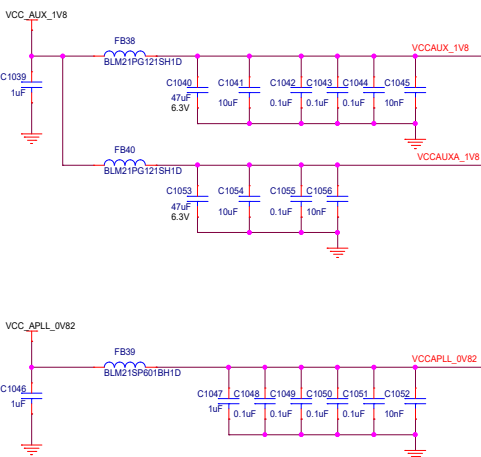 VCC_AUX_1V8
FB38
BLM21PG121SH1D
VCCAUX_1V8
C1039
1uF
C1040 C1041 C1042 C1043 C1044 C1045
47uF 10uF 0.1uF 0.1uF 0.1uF 10nF
6.3V
FB40
BLM21PG121SH1D
VCCAUXA_1V8
C1053 C1054 C1055 C1056
47uF 10uF 0.1uF 10nF
6.3V
VCC_APLL_0V82
FB39
BLM21SP601BH1D
VCCAPLL_0V82
C1046
1uF
C1047 C1048 C1049 C1050 C1051 C1052
1uF 0.1uF 0.1uF 0.1uF 0.1uF 10nF